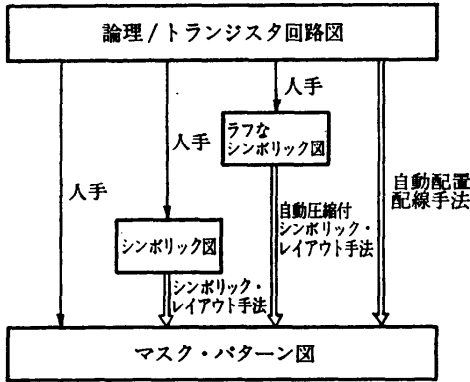 論理/トランジスタ回路図
人手
ラフな
シンボリック図
人手
自動配置
配線手法
人手
自動圧縮付
シンボリック・
レイアウト手法
シンボリック図
シンボリック・
レイアウト手法
マスク・パターン図